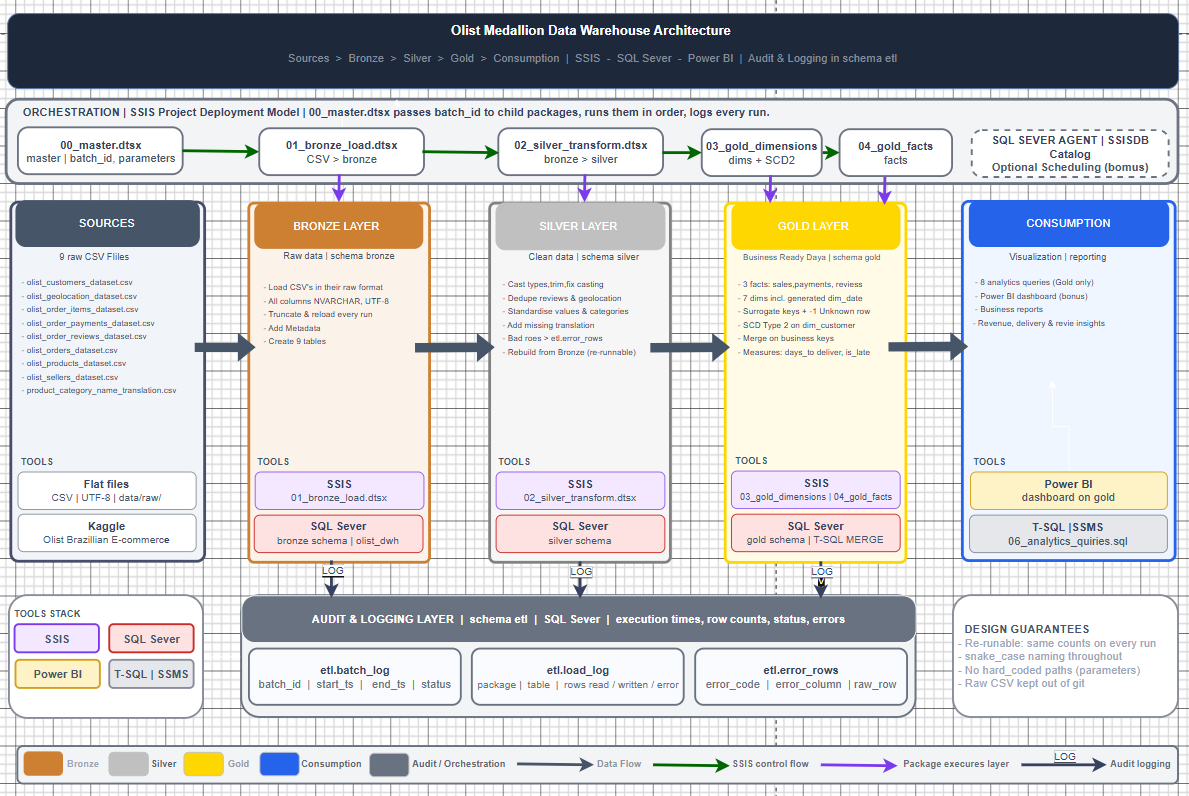 Olist Medallion Data Warehouse Architecture
Sources > Bronze > Silver > Gold > Consumption | SSIS - SQL Sever - Power BI | Audit & Logging in schema etl
ORCHESTRATION | SSIS Project Deployment Model | 00_master.dtsx passes batch_id to child packages, runs them in order, logs every run.
00_master.dtsx
master | batch_id, parameters
01_bronze_load.dtsx
CSV > bronze
02_silver_transform.dtsx
bronze > silver
03_gold_dimensions
dims + SCD2
04_gold_facts
facts
SQL SEVER AGENT | SSISDB
Catalog
Optional Scheduling (bonus)
SOURCES
9 raw CSV Flliles
- olist_customers_dataset.csv
- olist_geolocation_dataset.csv
- olist_order_items_dataset.csv
- olist_order_payments_dataset.csv
- olist_order_reviews_dataset.csv
- olist_orders_dataset.csv
- olist_products_dataset.csv
- olist_sellers_dataset.csv
- product_category_name_translation.csv
TOOLS
Flat files
CSV | UTF-8 | data/raw/
Kaggle
Olist Brazillian E-commerce
BRONZE LAYER
Raw data | schema bronze
- Load CSV's in their raw format
- All columns NVARCHAR, UTF-8
- Truncate & reload every run
- Add Metadata
- Create 9 tables
TOOLS
SSIS
01_bronze_load.dtsx
SQL Sever
bronze schema | olist_dwh
SILVER LAYER
Clean data | schema silver
- Cast types,trim,fix casting
- Dedupe reviews & geolocation
- Standardise values & categories
- Add missing translation
- Bad roes > etl.error_rows
- Rebuild from Bronze (re-runnable)
TOOLS
SSIS
02_silver_transform.dtsx
SQL Sever
silver schema
GOLD LAYER
Business Ready Daya | schema gold
- 3 facts: sales,payments, reviess
- 7 dims incl. generated dim_date
- Surrogate keys + -1 Unknown row
- SCD Type 2 on dim_customer
- Merge on business keys
- Measures: days_to deliver, is_late
TOOLS
SSIS
03_gold_dimensions | 04_gold_facts
SQL Sever
gold schema | T-SQL MERGE
CONSUMPTION
Visualization | reporting
- 8 analytics queries (Gold only)
- Power BI dashboard (bonus)
- Business reports
- Revenue, delivery & revie insights
TOOLS
Power BI
dashboard on gold
T-SQL |SSMS
06_analytics_quiries.sql
LOG
LOG
LOG
TOOLS STACK
SSIS
SQL Sever
Power BI
T-SQL | SSMS
AUDIT & LOGGING LAYER | schema etl | SQL Sever | execution times, row counts, status, errors
etl.batch_log
batch_id | start_ts | end_ts | status
etl.load_log
package | table | rows read / written / error
etl.error_rows
error_code | error_column | raw_row
DESIGN GUARANTEES
- Re-runable: same counts on every run
- snake_case naming throughout
- No hard_coded paths (parameters)
- Raw CSV kept out of git
Bronze
Silver
Gold
Consumption
Audit / Orchestration
Data Flow
SSIS control flow
Package execures layer
LOG
Audit logging